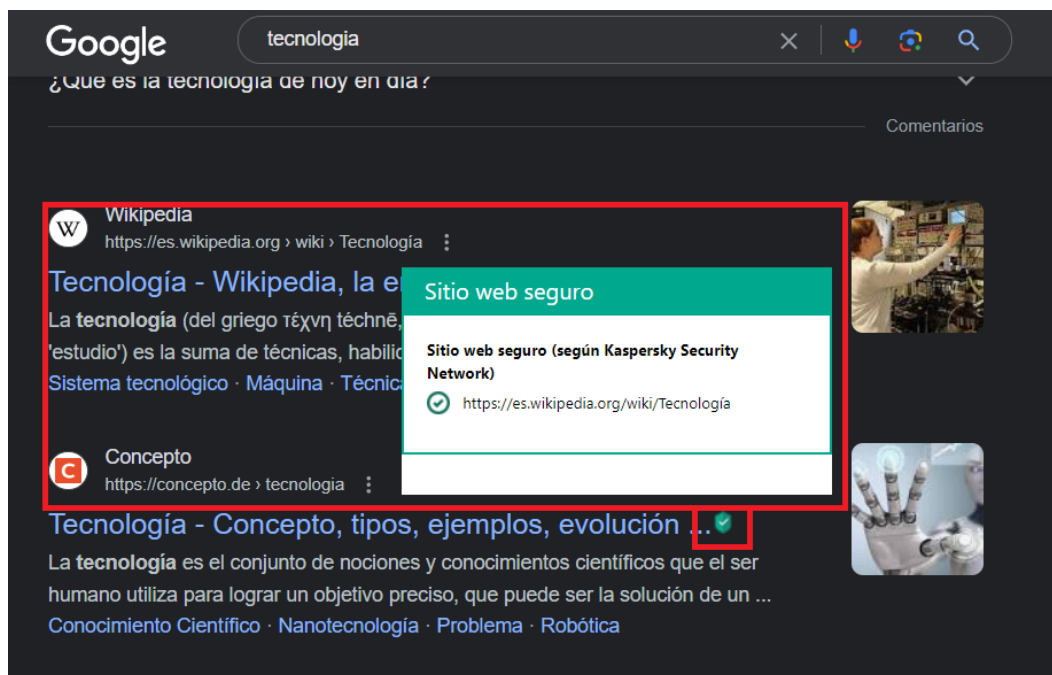 Google
tecnologia
¿Qué es la tecnología de hoy en día?
Comentarios
W
Wikipedia
https://es.wikipedia.org › wiki › Tecnología
Tecnología - Wikipedia, la e
La tecnología (del griego τέχνη téchnē,
'estudio') es la suma de técnicas, habilid
Sistema tecnológico · Máquina · Técnica
Sitio web seguro
Sitio web seguro (según Kaspersky Security
Network)
https://es.wikipedia.org/wiki/Tecnología
C
Concepto
https://concepto.de › tecnologia
Tecnología - Concepto, tipos, ejemplos, evolución ...
La tecnología es el conjunto de nociones y conocimientos científicos que el ser
humano utiliza para lograr un objetivo preciso, que puede ser la solución de un ...
Conocimiento Científico · Nanotecnología · Problema · Robótica